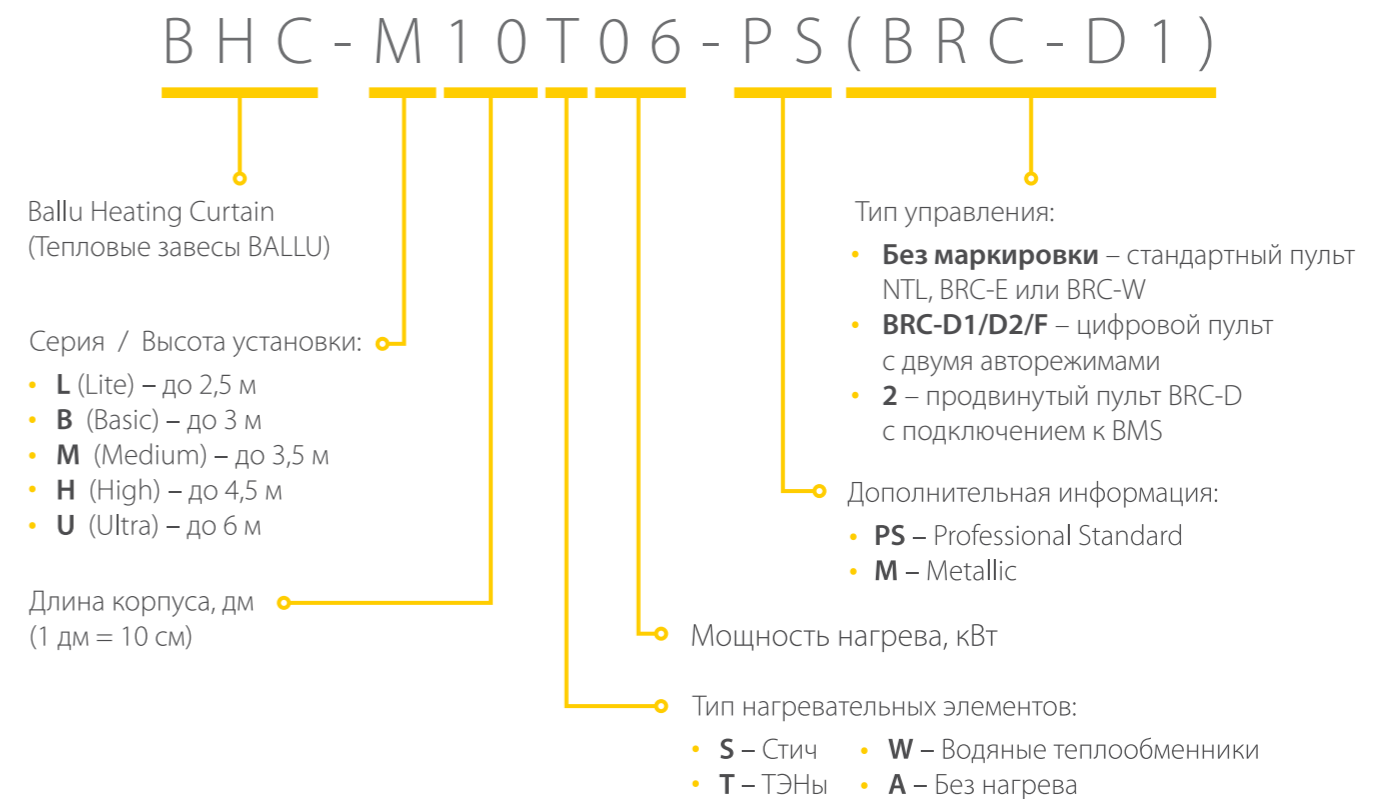 BHC-M10T06-PS(BRC-D1)
Ballu Heating Curtain
(Тепловые завесы BALLU)
Серия / Высота установки:
• L (Lite) – до 2,5 м
• B (Basic) – до 3 м
• M (Medium) – до 3,5 м
• H (High) – до 4,5 м
• U (Ultra) – до 6 м
Длина корпуса, дм
(1 дм = 10 см)
Тип управления:
• Без маркировки – стандартный пульт
NTL, BRC-E или BRC-W
• BRC-D1/D2/F – цифровой пульт
с двумя авторежимами
• 2 – продвинутый пульт BRC-D
с подключением к BMS
Дополнительная информация:
• PS – Professional Standard
• M – Metallic
Мощность нагрева, кВт
Тип нагревательных элементов:
• S – Стич • W – Водяные теплообменники
• T – ТЭНы • A – Без нагрева